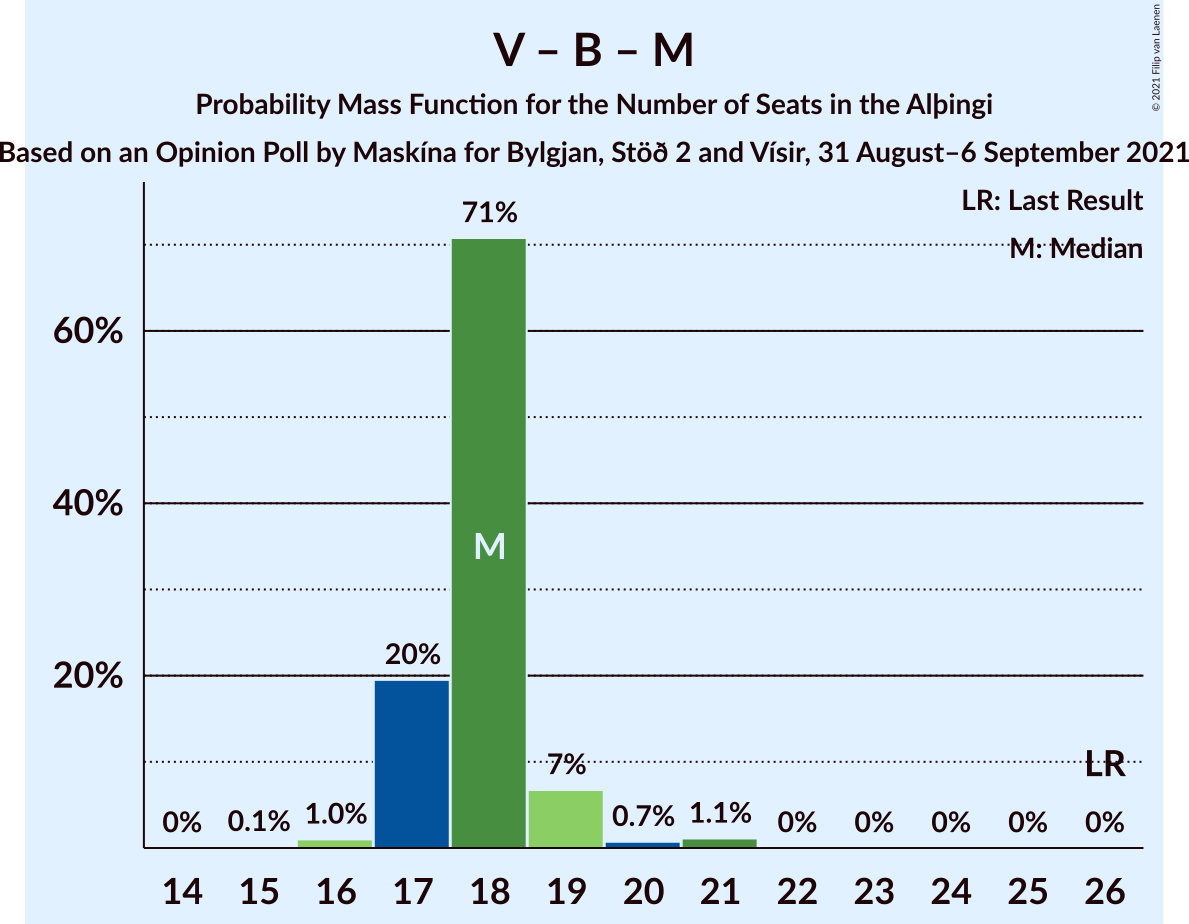 V – B – M
Probability Mass Function for the Number of Seats in the Alþingi
Based on an Opinion Poll by Maskína for Bylgjan, Stöð 2 and Vísir, 31 August–6 September 2021
© 2021 Filip van Laenen
LR: Last Result
M: Median
71%
60%
40%
M
20%
20%
7%
LR
0%
0.1%
1.0%
0.7%
1.1%
0%
0%
0%
0%
0%
14 15 16 17 18 19 20 21 22 23 24 25 26